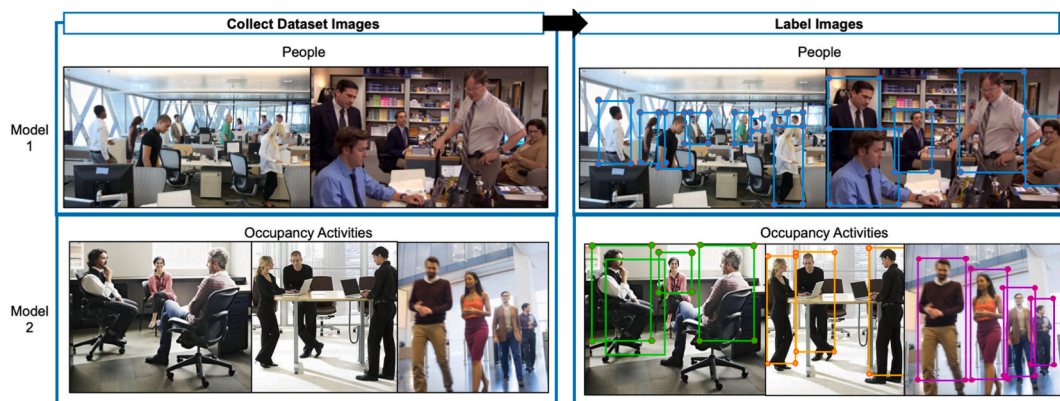 Collect Dataset Images
Label Images
People
People
Model
1
Occupancy Activities
Occupancy Activities
Model
2